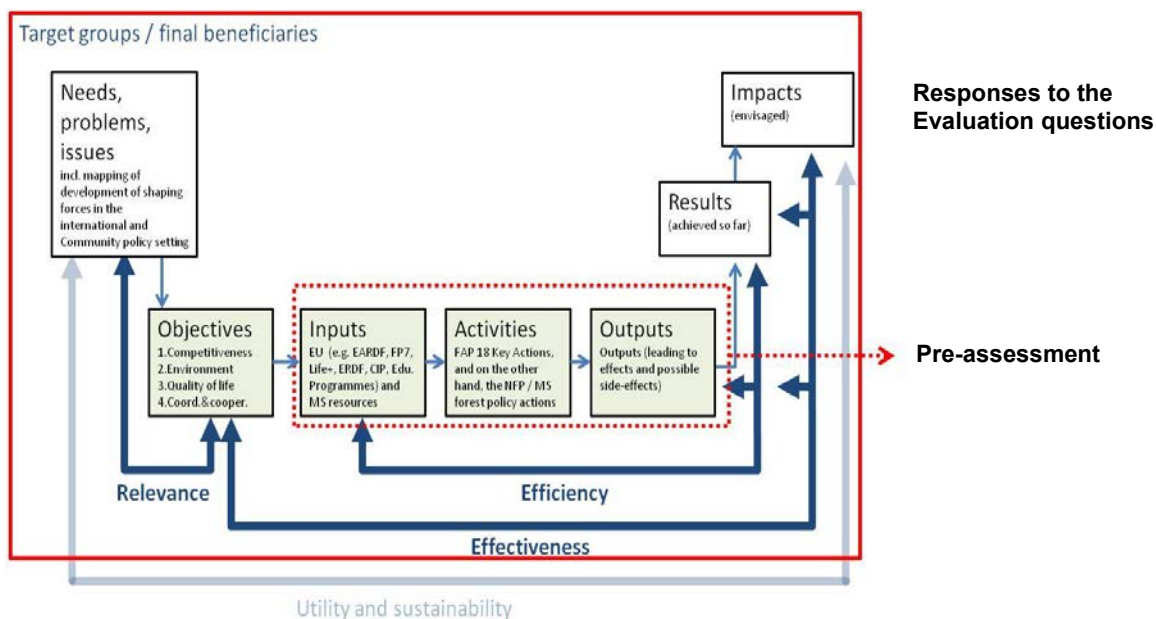 Target groups / final beneficiaries
Needs,
problems,
issues
incl. mapping of
development of shaping
forces in the
international and
Community policy setting
Impacts
(envisaged)
Responses to the
Evaluation questions
Results
(achieved so far)
Objectives
1.Competitiveness
2.Environment
3.Quality of life
4.Coord.&cooper.
Inputs
EU (e.g. EARDF, FP7,
Life+, ERDF, CIP, Edu.
Programmes) and
MS resources
Activities
FAP 18 Key Actions,
and on the other
hand, the NFP / MS
forest policy actions
Outputs
Outputs (leading to
effects and possible
side-effects)
Pre-assessment
Relevance
Efficiency
Effectiveness
Utility and sustainability